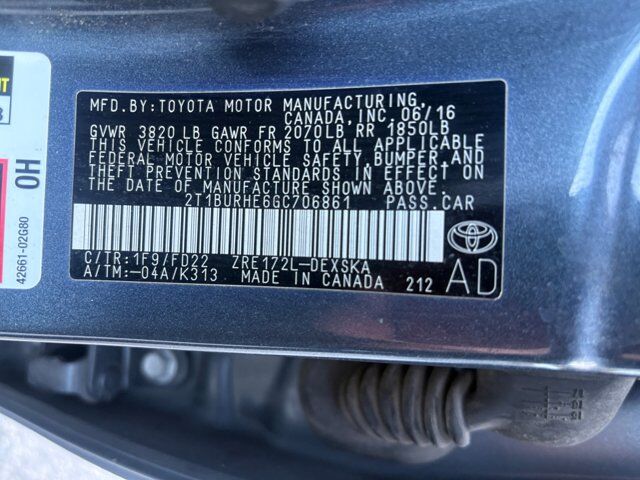 MFD.BY:TOYOTA MOTOR MANUFACTURING,
CANADA,INC. 06/16
GVWR 3820 LB GAWR FR 2070LB RR 1850LB
THIS VEHICLE CONFORMS TO ALL APPLICABLE
FEDERAL MOTOR VEHICLE SAFETY, BUMPER,AND
THEFT PREVENTION STANDARDS IN EFFECT ON
THE DATE OF MANUFACTURE SHOWN ABOVE.
2T1BURHE6GC706861 PASS.CAR
C/TR:1F9/FD22 ZRE172L-DEXSKA
A/TM:-04A/K313 MADE IN CANADA 212
AD
0H
42661-02G80